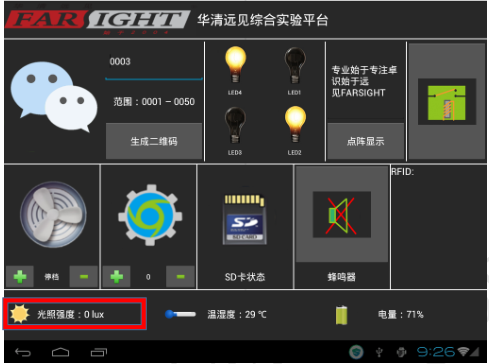 FARSIGHT 华清远见综合实验平台
0003
范围：0001 - 0050
生成二维码
LED4
LED1
LED3
LED2
专业始于专注卓
识始于远
见FARSIGHT
点阵显示
停档
0
SD CARD
SD卡状态
蜂鸣器
RFID:
光照强度：0 lux
温湿度：29 ℃
电量：71%
9:26